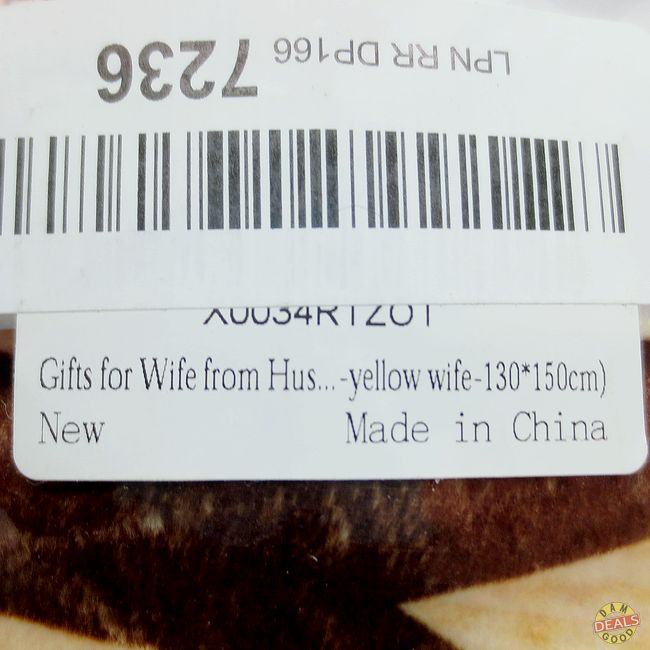 LPN RR DP166 7236
X0034R1ZO1
Gifts for Wife from Hus...-yellow wife-130*150cm)
New Made in China
DAM
DEALS
GOOD